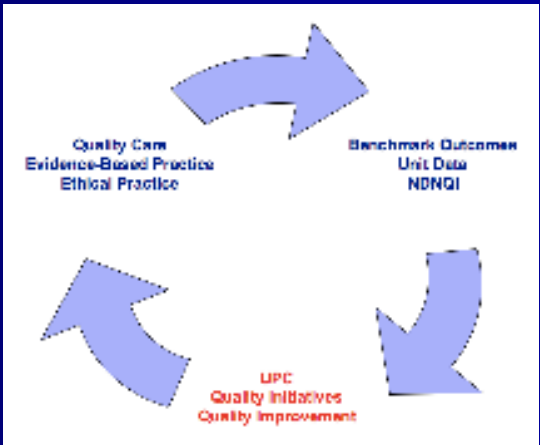 Quality Care
Evidence-Based Practice
Ethical Practice
Benchmark Outcomes
Unit Data
NDNQI
UPC
Quality Initiatives
Quality Improvement